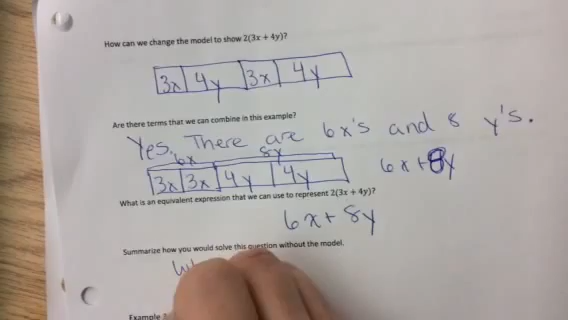 How can we change the model to show 2(3x + 4y)?
3x 4y 3x 4y
Are there terms that we can combine in this example?
Yes. There are 6x's and 8 y's.
6x 8y
3x 3x 4y 4y 6x + 8y
What is an equivalent expression that we can use to represent 2(3x + 4y)?
6x + 8y
Summarize how you would solve this question without the model.
Example